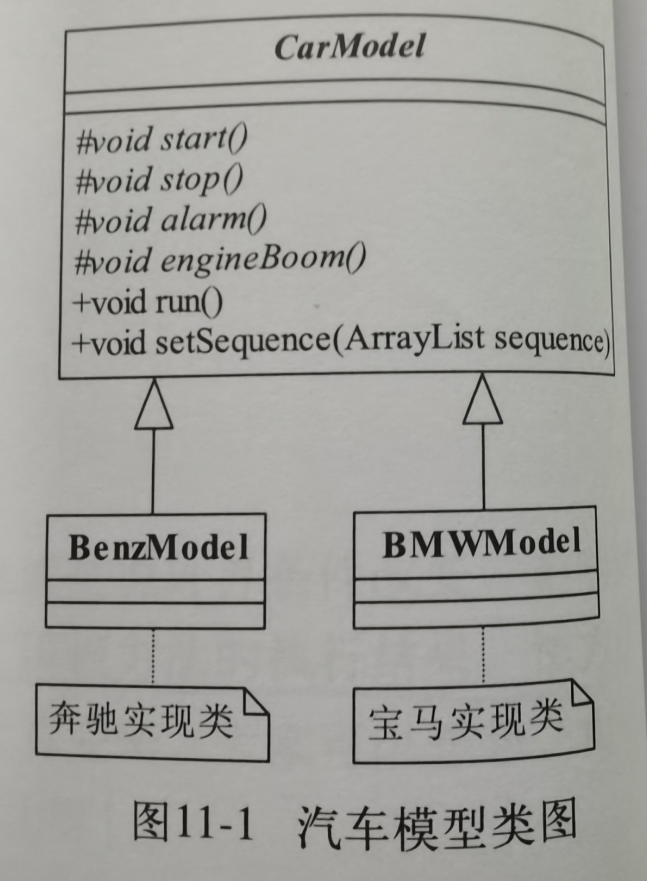 CarModel
#void start()
#void stop()
#void alarm()
#void engineBoom()
+void run()
+void setSequence(ArrayList sequence)
BenzModel
BMWModel
奔驰实现类
宝马实现类
图11-1 汽车模型类图